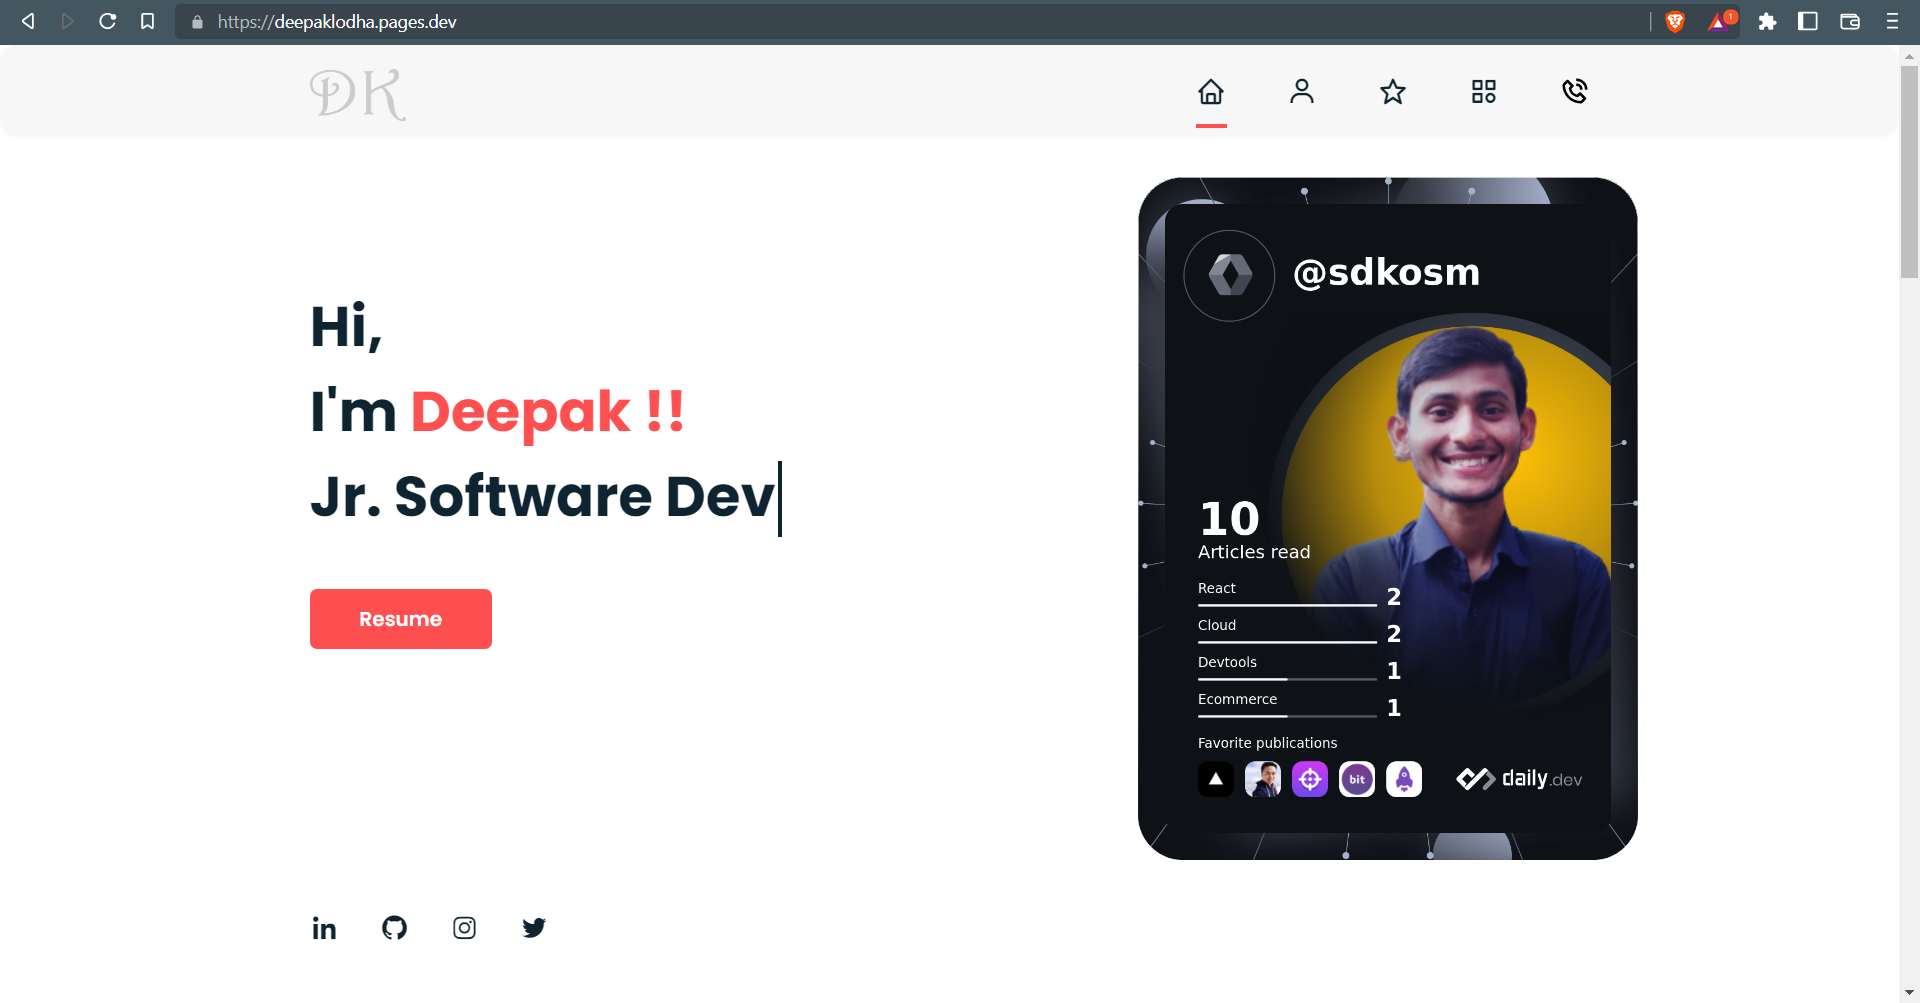 https://deepaklodha.pages.dev
1
DK
Hi,
I'm Deepak !!
Jr. Software Dev
Resume
@sdkosm
10
Articles read
React 2
Cloud 2
Devtools 1
Ecommerce 1
Favorite publications
bit
daily.dev